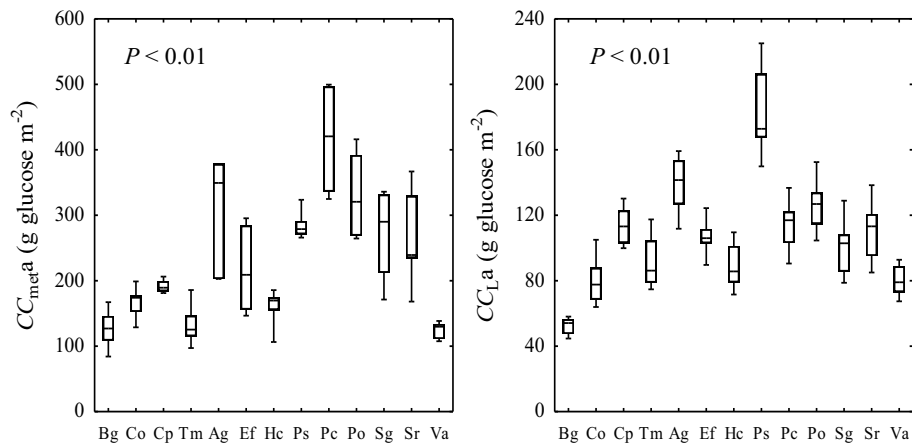 600
500
400
300
200
100
0
CCmeta (g glucose m-2)
P < 0.01
Bg Co Cp Tm Ag Ef Hc Ps Pc Po Sg Sr Va
240
200
160
120
80
40
0
CCLa (g glucose m-2)
P < 0.01
Bg Co Cp Tm Ag Ef Hc Ps Pc Po Sg Sr Va